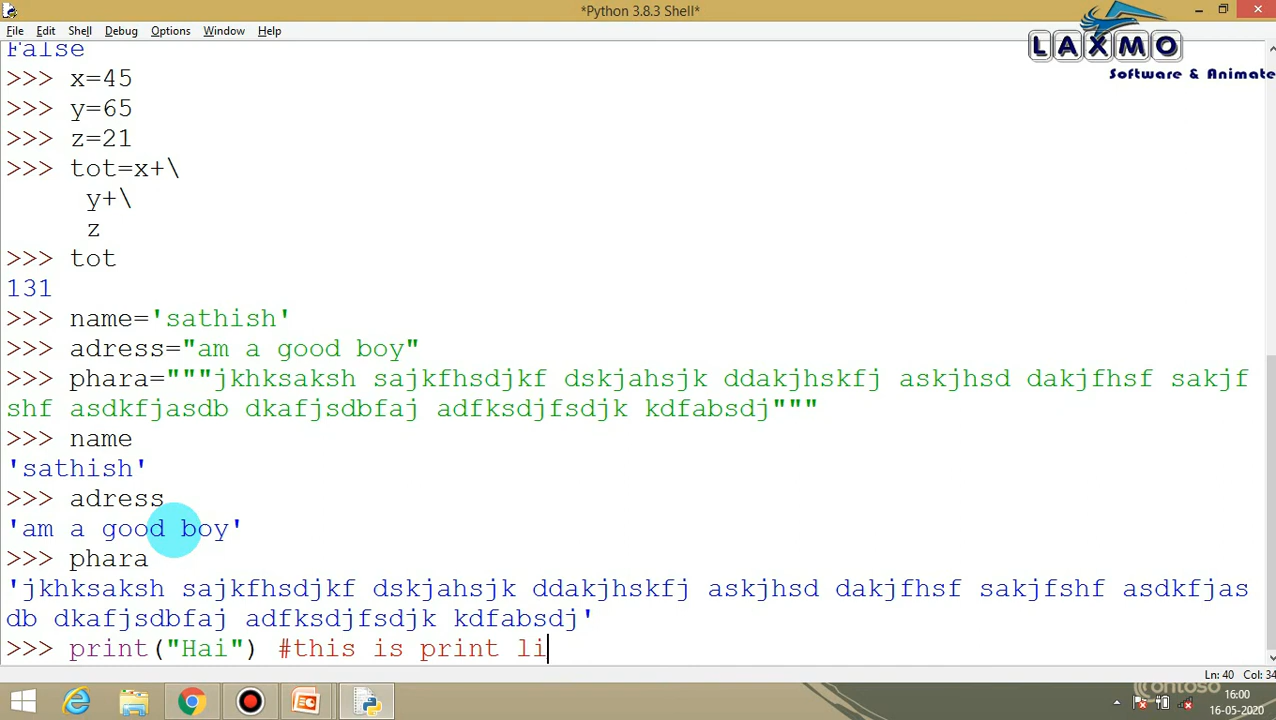 *Python 3.8.3 Shell*
File Edit Shell Debug Options Window Help
LAXMO
Software & Animate
False
>>> x=45
>>> y=65
>>> z=21
>>> tot=x+\
y+\
z
>>> tot
131
>>> name='sathish'
>>> adress="am a good boy"
>>> phara="""jkhksaksh sajkfhsdjkf dskjahsjk ddakjhskfj askjhsd dakjfhsf sakjf
shf asdkfjasdb dkafjsdbfaj adfksdjfsdjk kdfabsdj"""
>>> name
'sathish'
>>> adress
'am a good boy'
>>> phara
'jkhksaksh sajkfhsdjkf dskjahsjk ddakjhskfj askjhsd dakjfhsf sakjfshf asdkfjas
db dkafjsdbfaj adfksdjfsdjk kdfabsdj'
>>> print("Hai") #this is print li
Ln: 40 Col: 34
ontoso
16:00
16-05-2020